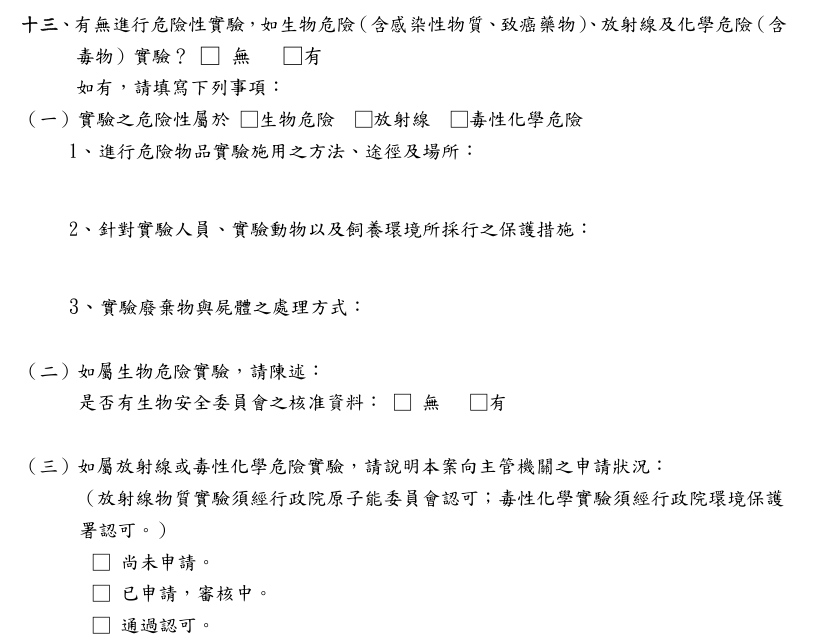 十三、有無進行危險性實驗，如生物危險（含感染性物質、致癌藥物）、放射線及化學危險（含
毒物）實驗？□ 無 □有
如有，請填寫下列事項：
（一）實驗之危險性屬於 □生物危險 □放射線 □毒性化學危險
1、進行危險物品實驗施用之方法、途徑及場所：
2、針對實驗人員、實驗動物以及飼養環境所採行之保護措施：
3、實驗廢棄物與屍體之處理方式：
（二）如屬生物危險實驗，請陳述：
是否有生物安全委員會之核准資料：□ 無 □有
（三）如屬放射線或毒性化學危險實驗，請說明本案向主管機關之申請狀況：
（放射線物質實驗須經行政院原子能委員會認可；毒性化學實驗須經行政院環境保護
署認可。）
□ 尚未申請。
□ 已申請，審核中。
□ 通過認可。